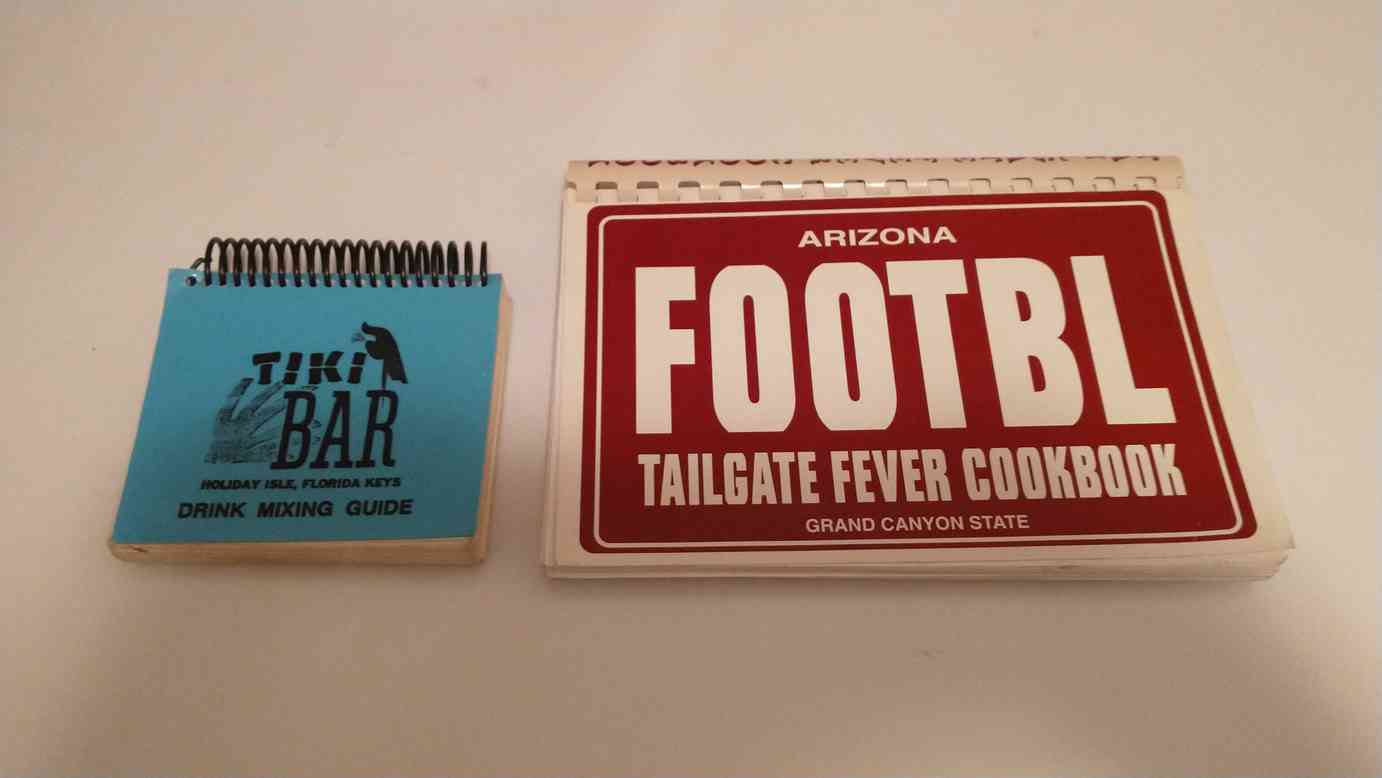 TIKI
BAR
HOLIDAY ISLE, FLORIDA KEYS
DRINK MIXING GUIDE
ARIZONA
FOOTBL
TAILGATE FEVER COOKBOOK
GRAND CANYON STATE